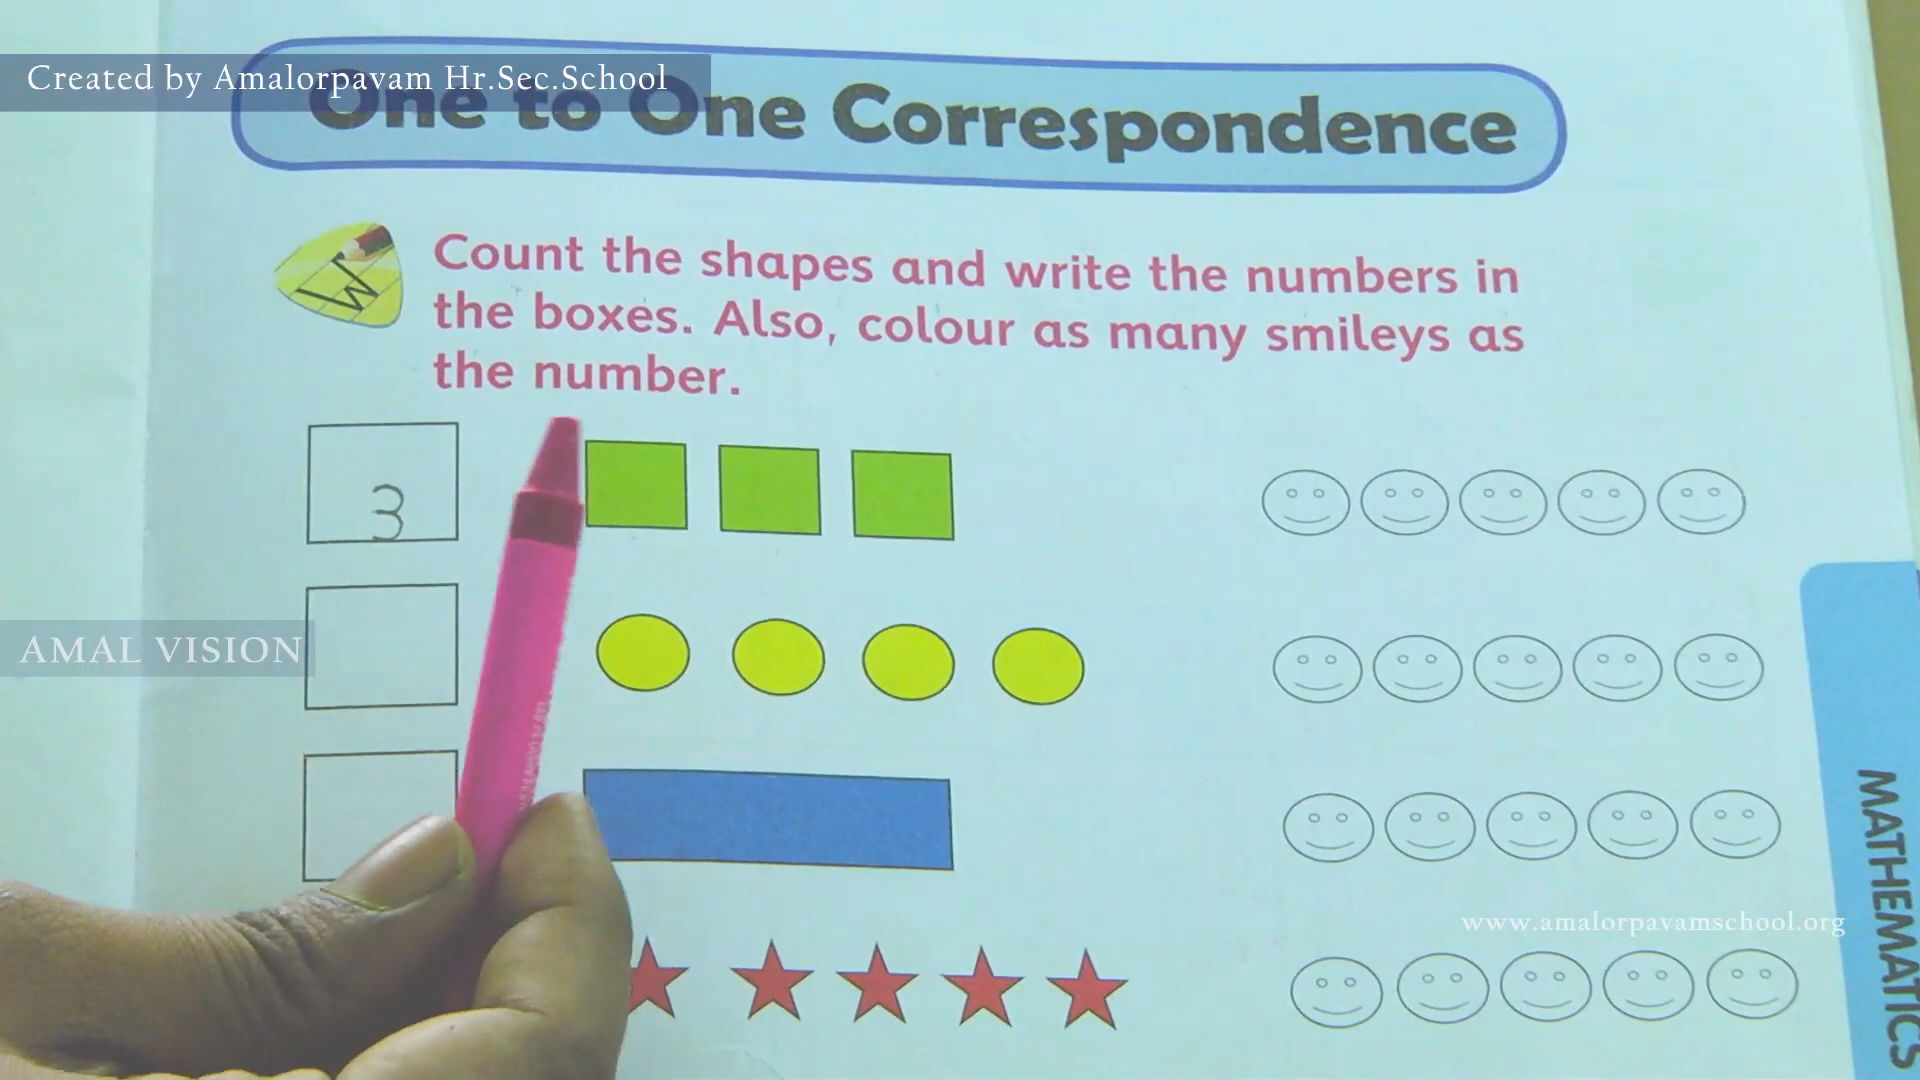 Created by Amalorpavam Hr.Sec.School
One to One Correspondence
W
Count the shapes and write the numbers in
the boxes. Also, colour as many smileys as
the number.
3
AMAL VISION
MATHEMATICS
www.amalorpavamschool.org